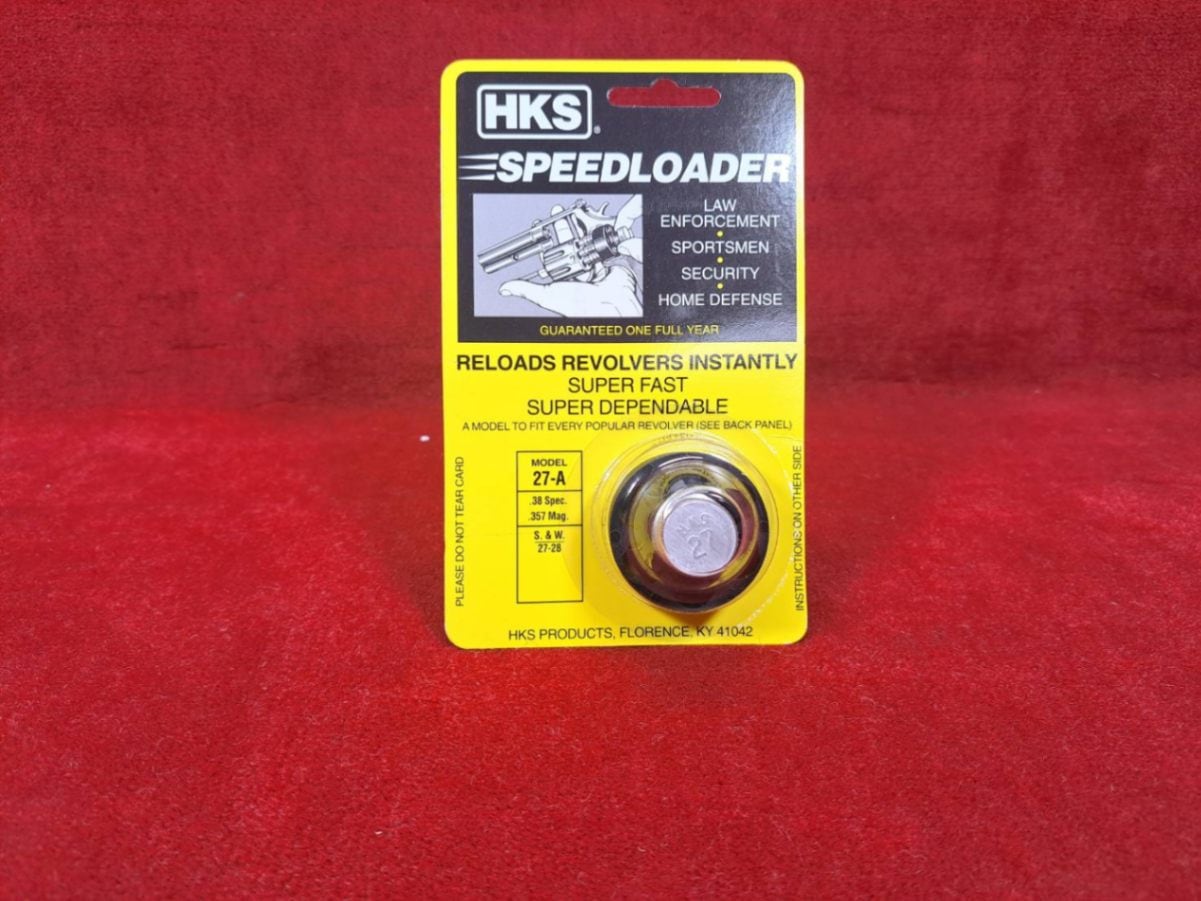 HKS®
SPEEDLOADER
LAW
ENFORCEMENT
•
SPORTSMEN
•
SECURITY
•
HOME DEFENSE
GUARANTEED ONE FULL YEAR
RELOADS REVOLVERS INSTANTLY
SUPER FAST
SUPER DEPENDABLE
A MODEL TO FIT EVERY POPULAR REVOLVER (SEE BACK PANEL)
PLEASE DO NOT TEAR CARD
MODEL
27-A
.38 Spec.
.357 Mag.
S. & W.
27-28
HKS
27
INSTRUCTIONS ON OTHER SIDE
HKS PRODUCTS, FLORENCE, KY 41042